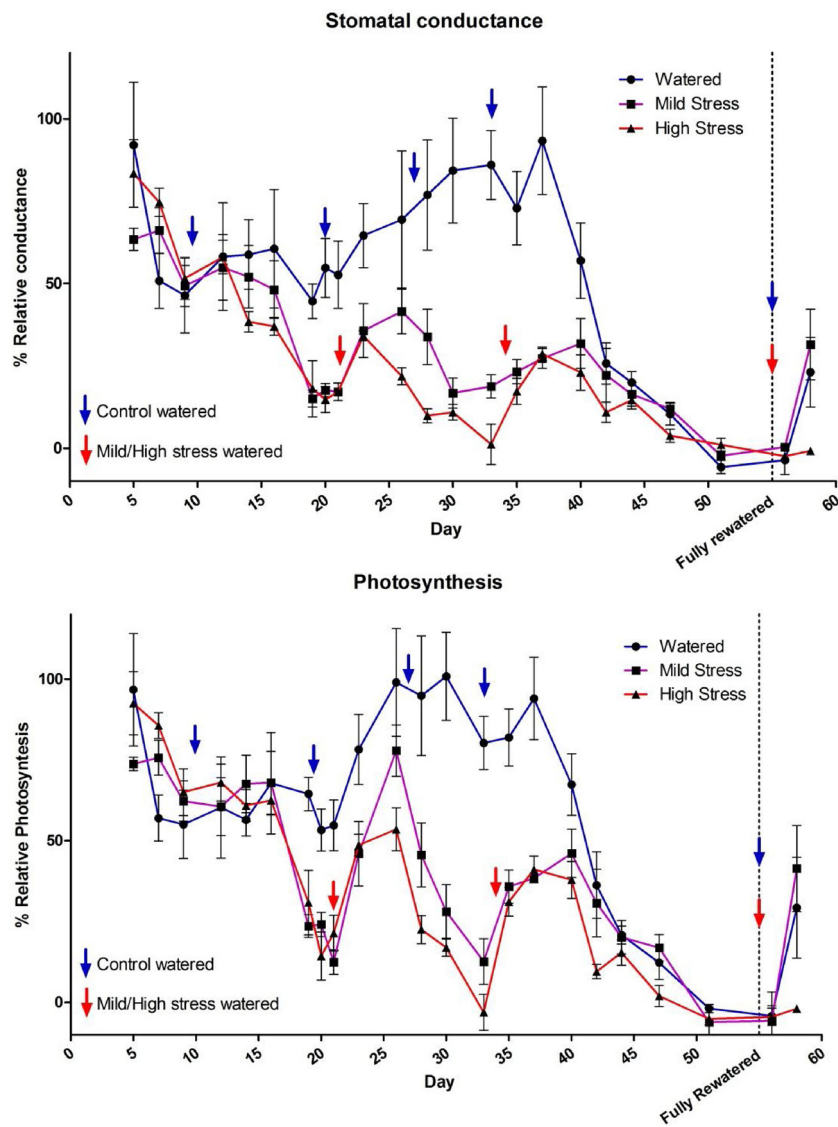 Stomatal conductance
Watered
Mild Stress
High Stress
100
50
0
% Relative conductance
Control watered
Mild/High stress watered
0 5 10 15 20 25 30 35 40 45 50 60
Day
Fully rewatered
Photosynthesis
Watered
Mild Stress
High Stress
100
50
0
% Relative Photosyntesis
Control watered
Mild/High stress watered
0 5 10 15 20 25 30 35 40 45 50 60
Day
Fully Rewatered